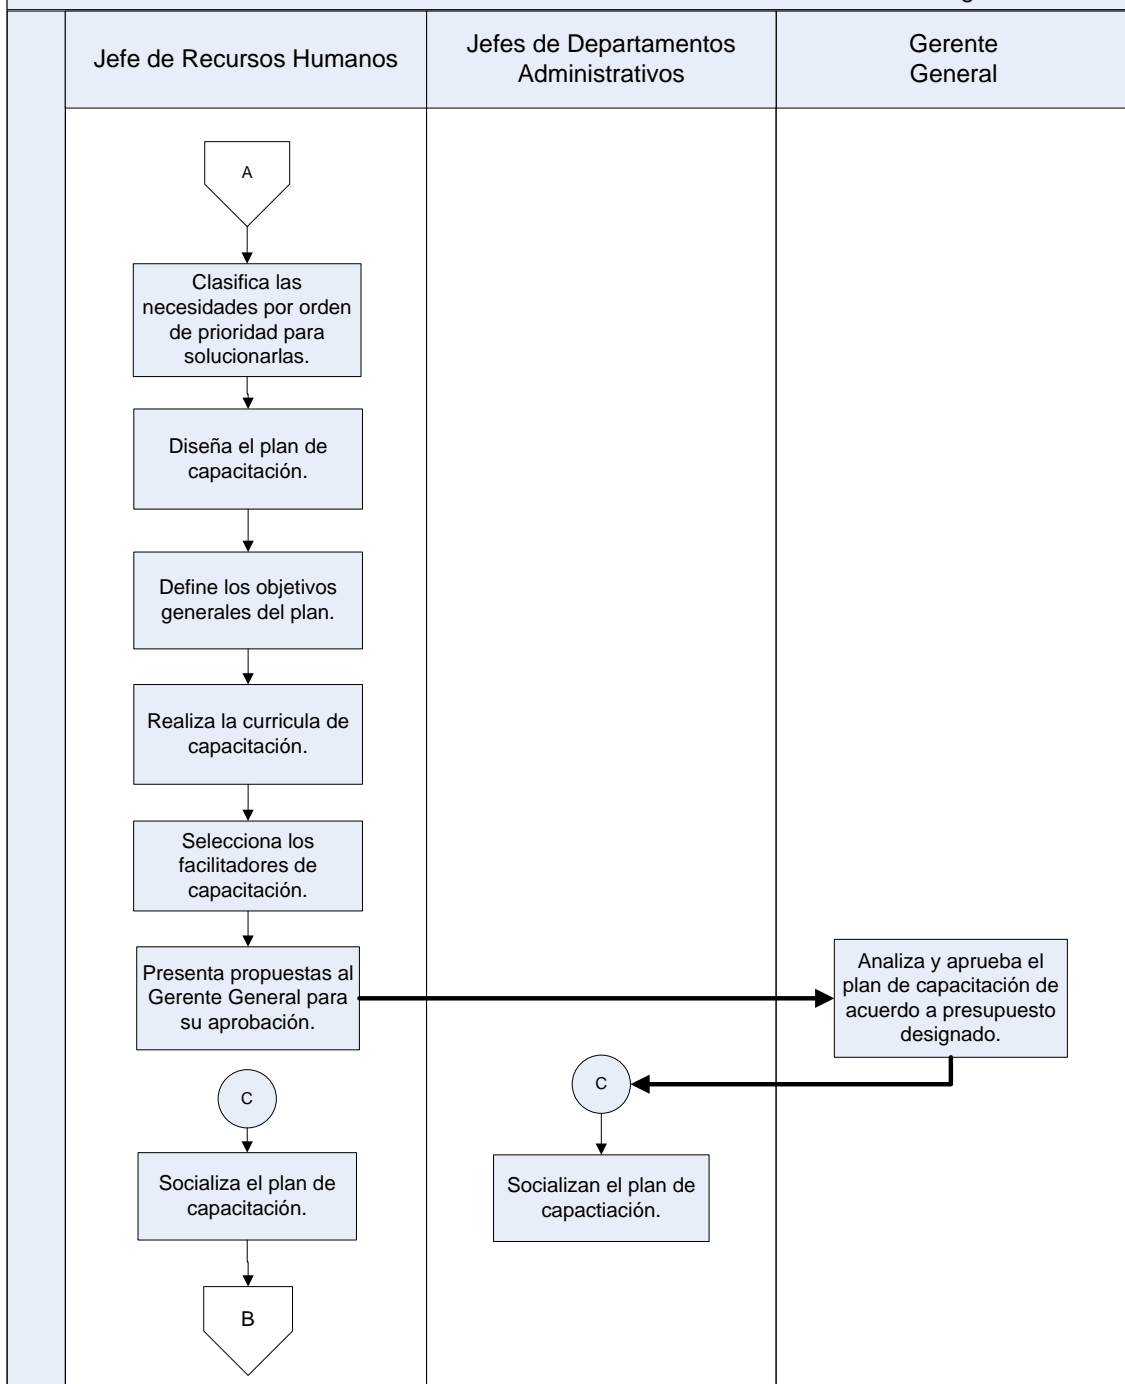 Jefe de Recursos Humanos
Jefes de Departamentos
Administrativos
Gerente
General
A
Clasifica las
necesidades por orden
de prioridad para
solucionarlas.
Diseña el plan de
capacitación.
Define los objetivos
generales del plan.
Realiza la curricula de
capacitación.
Selecciona los
facilitadores de
capacitación.
Presenta propuestas al
Gerente General para
su aprobación.
Analiza y aprueba el
plan de capacitación de
acuerdo a presupuesto
designado.
C
C
Socializa el plan de
capacitación.
Socializan el plan de
capactiación.
B